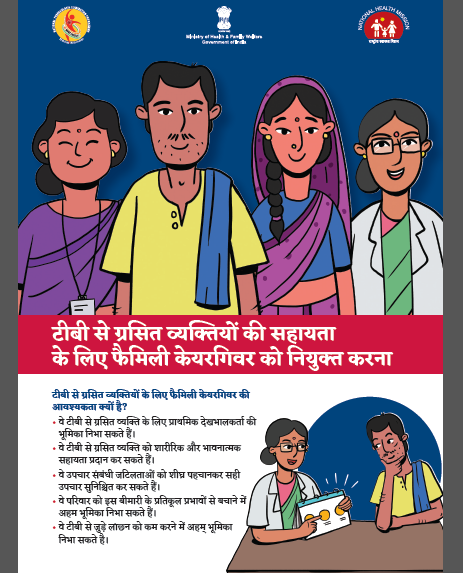 Ministry of Health & Family Welfare
Government of India
NATIONAL HEALTH MISSION
राष्ट्रीय स्वास्थ्य मिशन
टीबी से ग्रसित व्यक्तियों की सहायता
के लिए फैमिली केयरगिवर को नियुक्त करना
टीबी से ग्रसित व्यक्तियों के लिए फैमिली केयरगिवर की
आवश्यकता क्यों है?
• वे टीबी से ग्रसित व्यक्ति के लिए प्राथमिक देखभालकर्ता की
भूमिका निभा सकते हैं।
• वे टीबी से ग्रसित व्यक्ति को शारीरिक और भावनात्मक
सहायता प्रदान कर सकते हैं।
• वे उपचार संबंधी जटिलताओं को शीघ्र पहचानकर सही
उपचार सुनिश्चित कर सकते हैं।
• वे परिवार को इस बीमारी के प्रतिकूल प्रभावों से बचाने में
अहम भूमिका निभा सकते हैं।
• वे टीबी से जुड़े लांछन को कम करने में अहम् भूमिका
निभा सकते है।